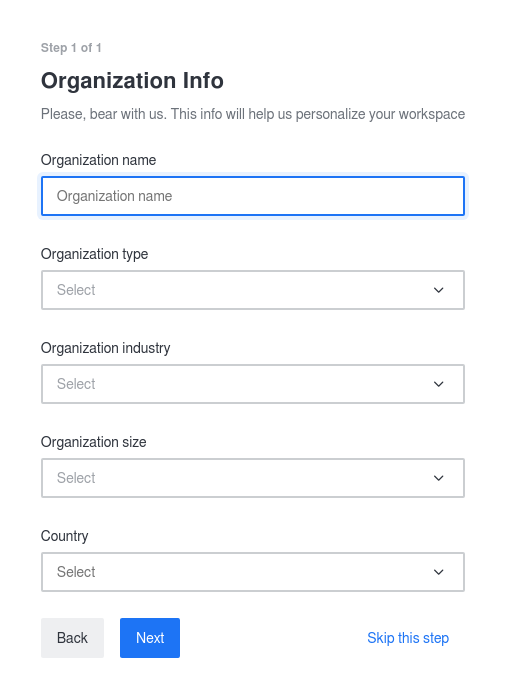 Step 1 of 1
Organization Info
Please, bear with us. This info will help us personalize your workspace
Organization name
Organization name
Organization type
Select
Organization industry
Select
Organization size
Select
Country
Select
Back
Next
Skip this step